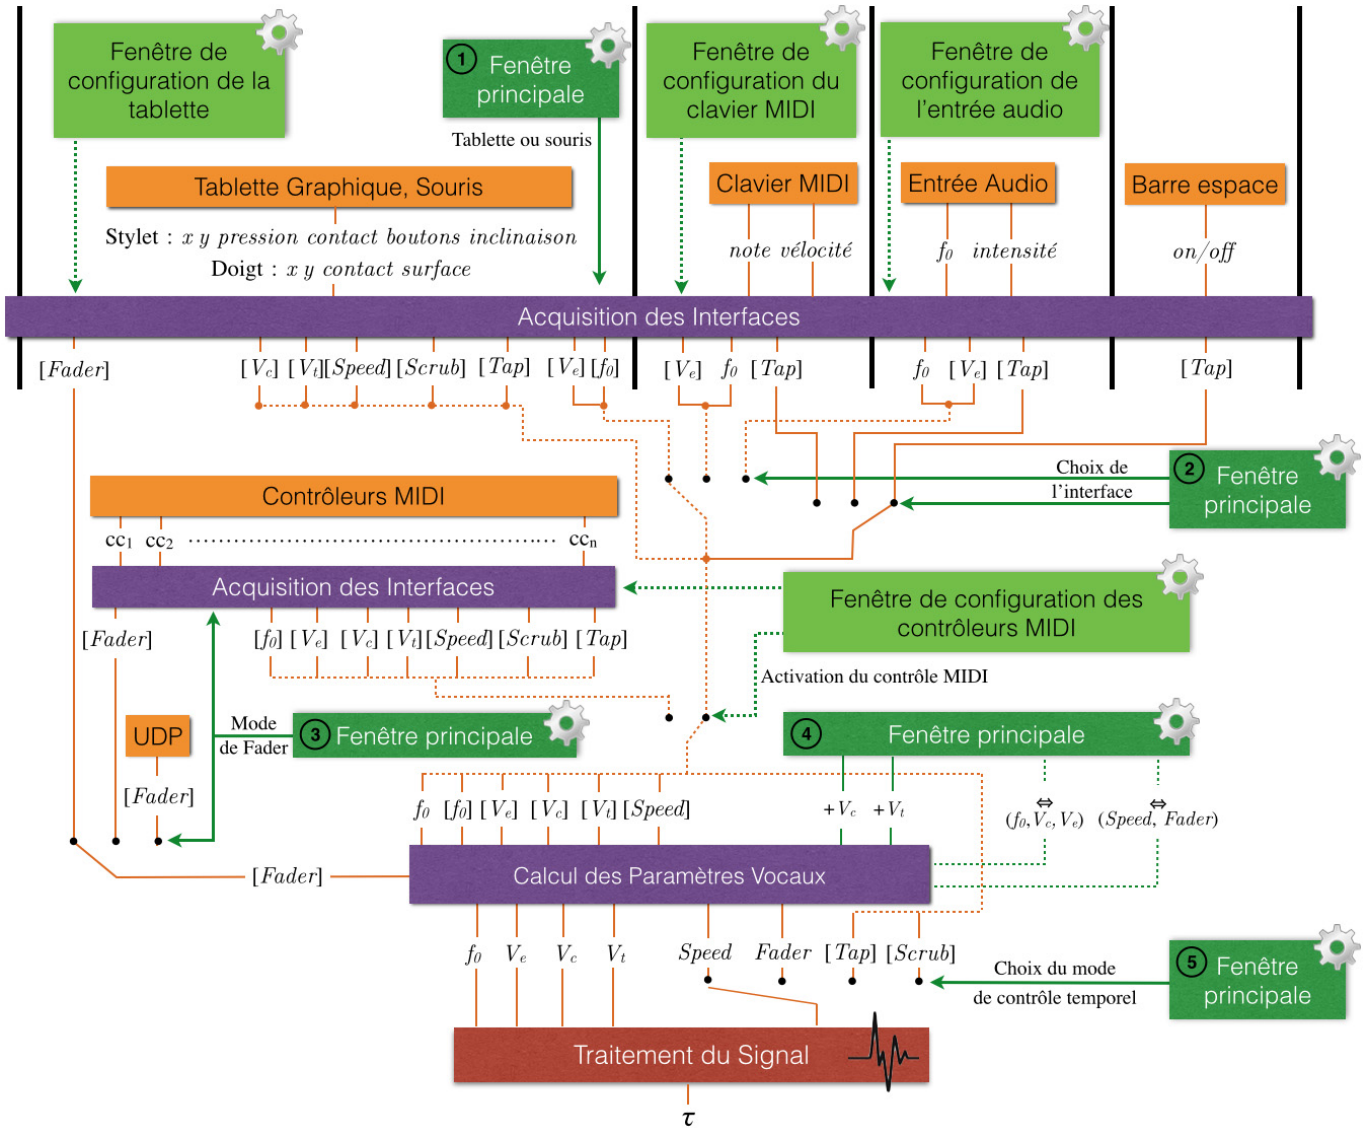 Fenêtre de
configuration de la
tablette
1 Fenêtre
principale
Tablette ou souris
Fenêtre de
configuration du
clavier MIDI
Fenêtre de
configuration de
l'entrée audio
Tablette Graphique, Souris
Clavier MIDI
Entrée Audio
Barre espace
Stylet : x y pression contact boutons inclinaison
Doigt : x y contact surface
note vélocité
f0 intensité
on/off
Acquisition des Interfaces
[Fader] [Vc] [Vt] [Speed] [Scrub] [Tap] [Ve] [f0] [Ve] f0 [Tap] f0 [Ve] [Tap] [Tap]
Choix de
l'interface
2 Fenêtre
principale
Contrôleurs MIDI
cc1 cc2 ........ ccn
Acquisition des Interfaces
[Fader] [f0] [Ve] [Vc] [Vt] [Speed] [Scrub] [Tap]
Fenêtre de configuration des
contrôleurs MIDI
Activation du contrôle MIDI
UDP
[Fader]
Mode
de Fader
3 Fenêtre principale
4 Fenêtre principale
f0 [f0] [Ve] [Vc] [Vt] [Speed]
+Vc +Vt
⇔
(f0, Vc, Ve)
⇔
(Speed, Fader)
[Fader]
Calcul des Paramètres Vocaux
f0 Ve Vc Vt Speed Fader [Tap] [Scrub]
Choix du mode
de contrôle temporel
5 Fenêtre
principale
Traitement du Signal
τ